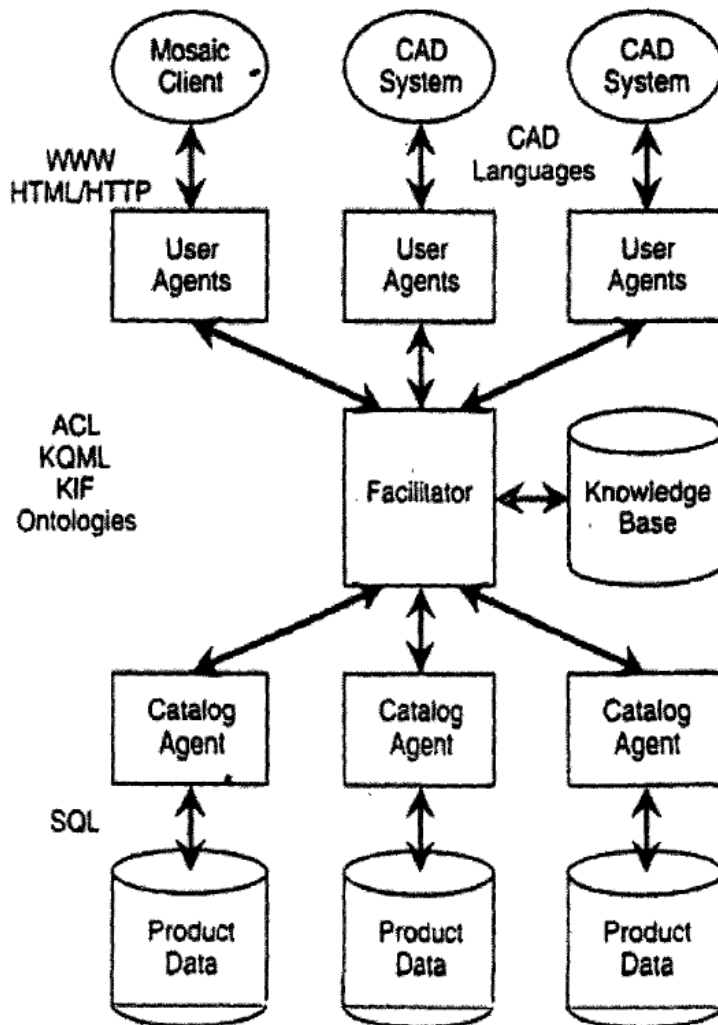 Mosaic
Client
CAD
System
CAD
System
WWW
HTML/HTTP
CAD
Languages
User
Agents
User
Agents
User
Agents
ACL
KQML
KIF
Ontologies
Facilitator
Knowledge
Base
Catalog
Agent
Catalog
Agent
Catalog
Agent
SQL
Product
Data
Product
Data
Product
Data